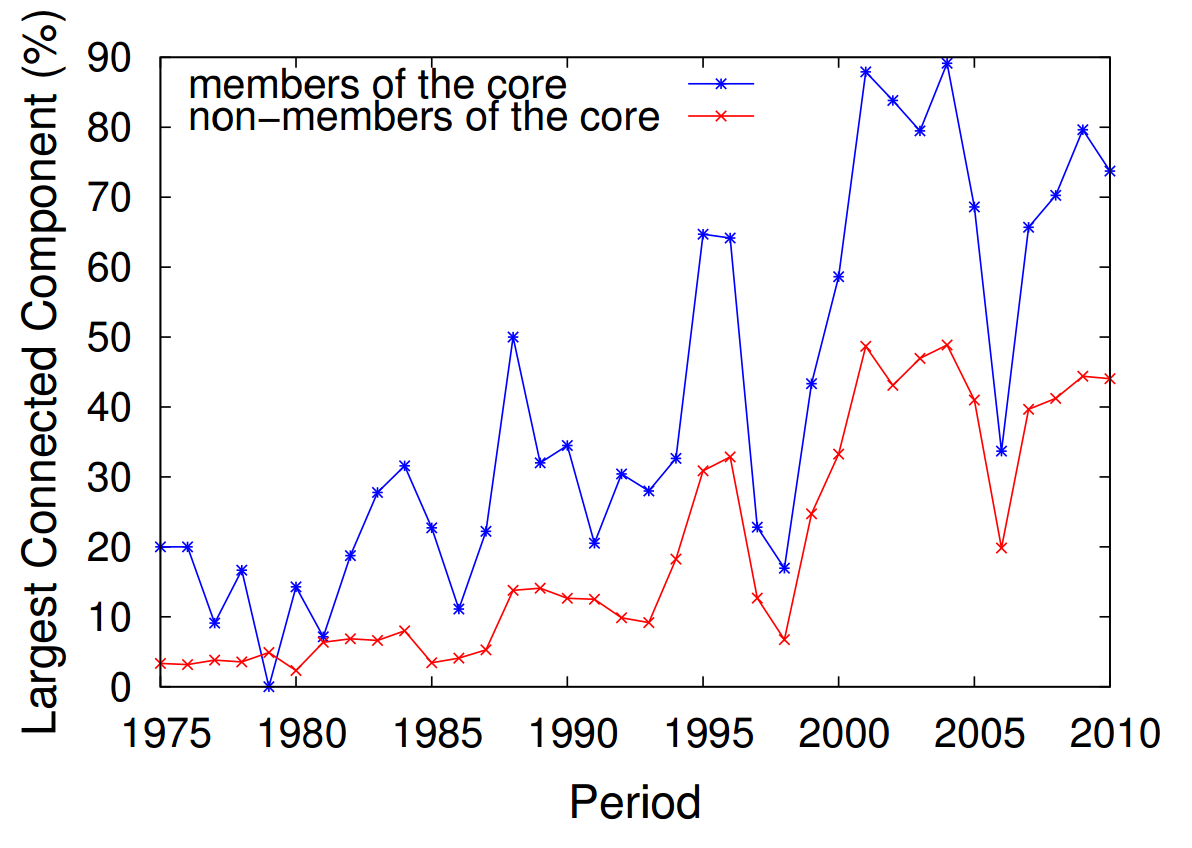 Largest Connected Component (%)
90
80
70
60
50
40
30
20
10
0
members of the core
non−members of the core
1975 1980 1985 1990 1995 2000 2005 2010
Period